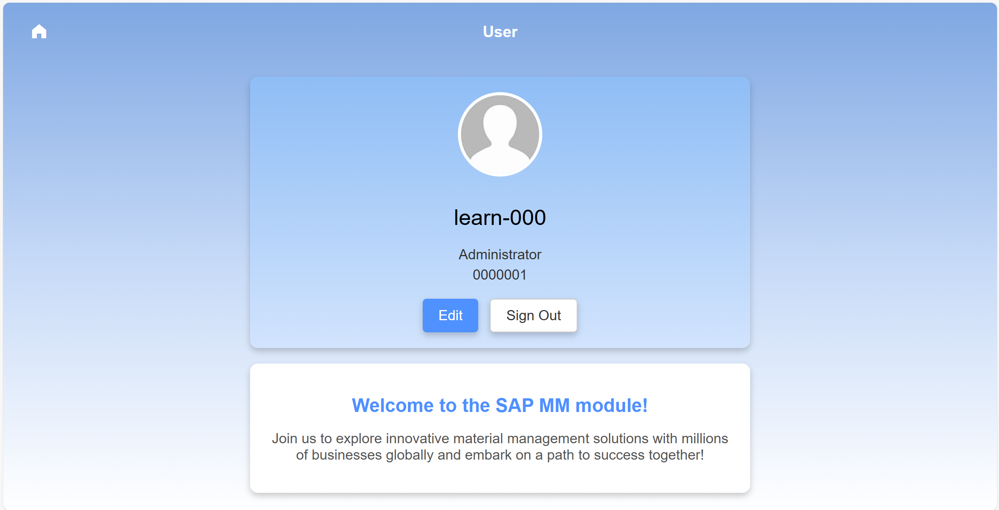 User
learn-000
Administrator
0000001
Edit
Sign Out
Welcome to the SAP MM module!
Join us to explore innovative material management solutions with millions
of businesses globally and embark on a path to success together!